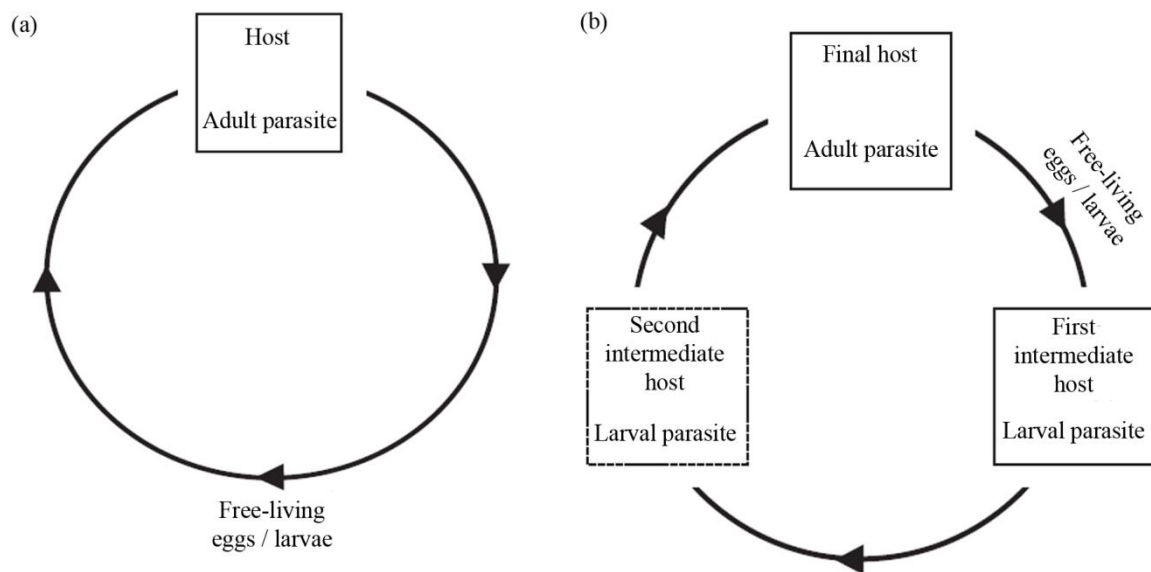 (a)
Host
Adult parasite
Free-living
eggs / larvae
(b)
Final host
Adult parasite
Free-living
eggs / larvae
Second
intermediate
host
Larval parasite
First
intermediate
host
Larval parasite